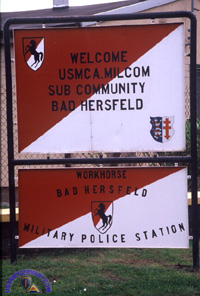 WELCOME
USMCA.MILCOM
SUB COMMUNITY
BAD HERSFELD
WORKHORSE
BAD HERSFELD
MILITARY POLICE STATION